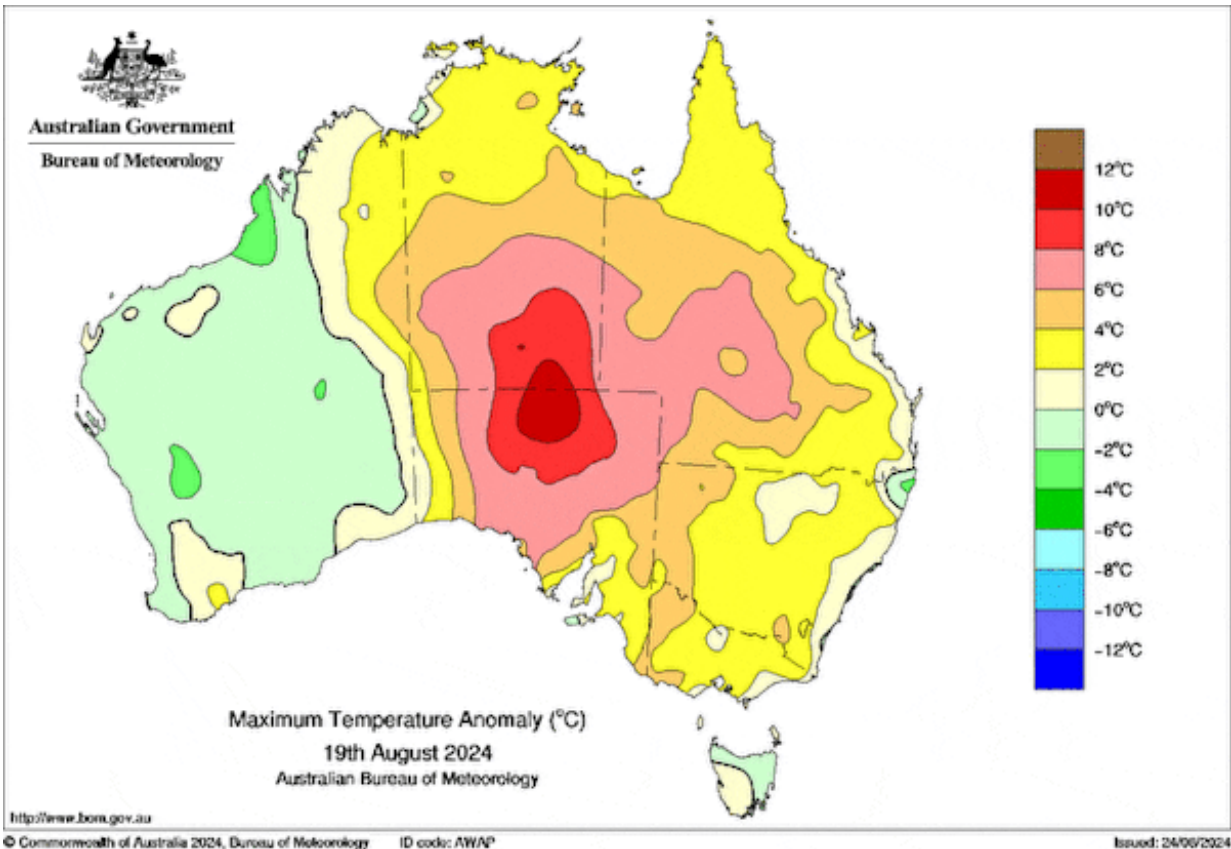 Australian Government
Bureau of Meteorology
12°C
10°C
8°C
6°C
4°C
2°C
0°C
-2°C
-4°C
-6°C
-8°C
-10°C
-12°C
Maximum Temperature Anomaly (°C)
19th August 2024
Australian Bureau of Meteorology
http://www.bom.gov.au
© Commonwealth of Australia 2024, Bureau of Meteorology ID code: AWAP Issued: 24/08/2024